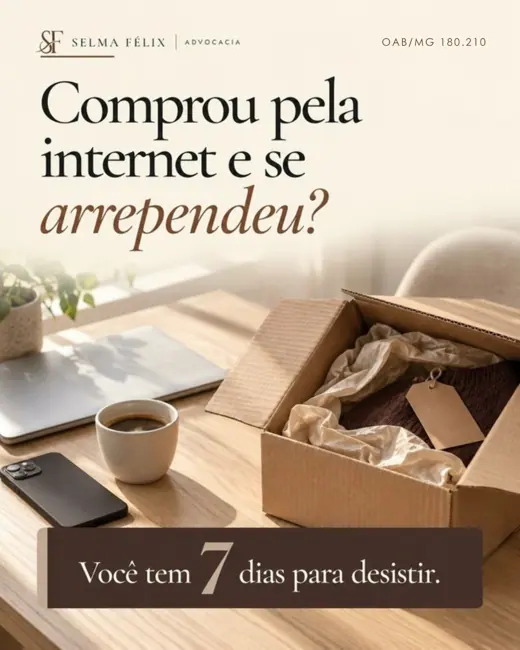 SF SELMA FÉLIX | ADVOCACIA
OAB/MG 180.210
Comprou pela
internet e se
arrependeu?
Você tem 7 dias para desistir.